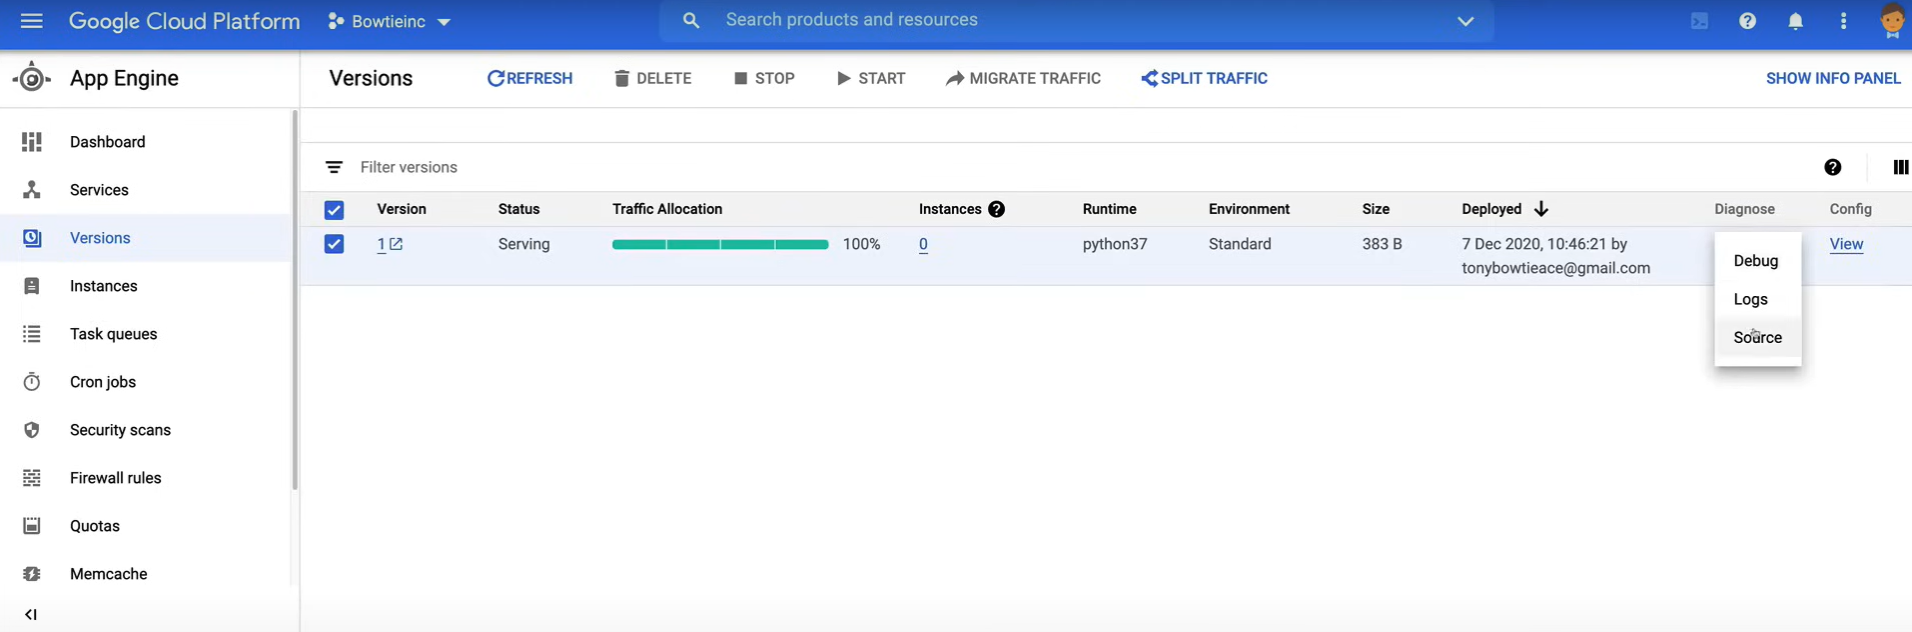 Google Cloud Platform
Bowtieinc
Search products and resources
App Engine
Versions
REFRESH
DELETE
STOP
START
MIGRATE TRAFFIC
SPLIT TRAFFIC
SHOW INFO PANEL
Dashboard
Services
Versions
Instances
Task queues
Cron jobs
Security scans
Firewall rules
Quotas
Memcache
Filter versions
Version Status Traffic Allocation Instances Runtime Environment Size Deployed Diagnose Config
1 Serving 100% 0 python37 Standard 383 B 7 Dec 2020, 10:46:21 by View
tonybowtieace@gmail.com
Debug
Logs
Source